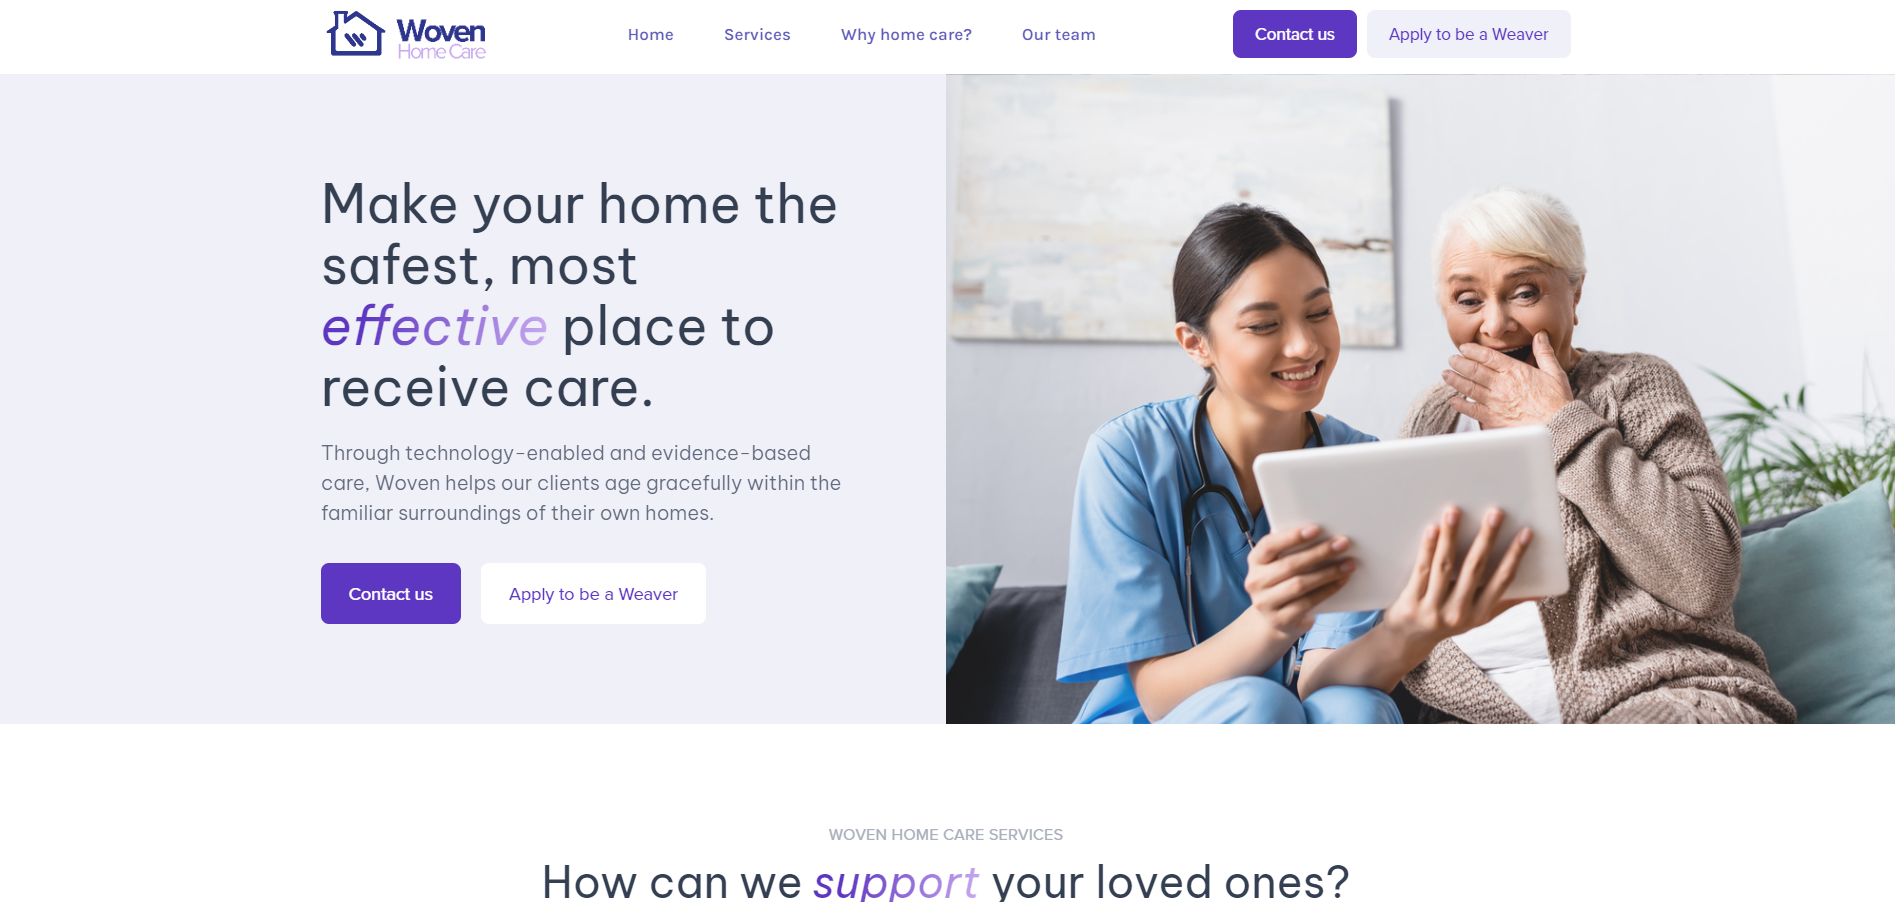 Woven
Home Care
Home
Services
Why home care?
Our team
Contact us
Apply to be a Weaver
Make your home the
safest, most
effective place to
receive care.
Through technology-enabled and evidence-based
care, Woven helps our clients age gracefully within the
familiar surroundings of their own homes.
Contact us
Apply to be a Weaver
WOVEN HOME CARE SERVICES
How can we support your loved ones?